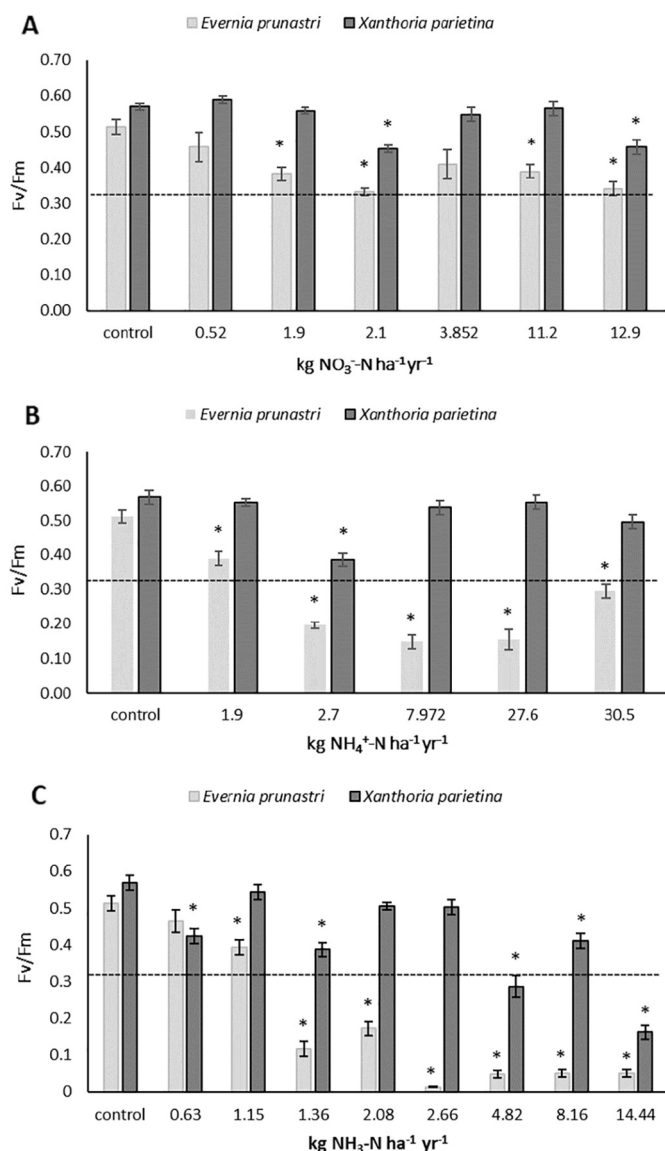 A
Evernia prunastri Xanthoria parietina
0.70
0.60
0.50
0.40
0.30
0.20
0.10
0.00
Fv/Fm
* * * * * *
control 0.52 1.9 2.1 3.852 11.2 12.9
kg NO₃⁻-N ha⁻¹yr⁻¹
B
Evernia prunastri Xanthoria parietina
0.70
0.60
0.50
0.40
0.30
0.20
0.10
0.00
Fv/Fm
* * * * * *
control 1.9 2.7 7.972 27.6 30.5
kg NH₄⁺-N ha⁻¹yr⁻¹
C
Evernia prunastri Xanthoria parietina
0.7
0.6
0.5
0.4
0.3
0.2
0.1
0
Fv/Fm
* * * * * * * * * * * *
control 0.63 1.15 1.36 2.08 2.66 4.82 8.16 14.44
kg NH₃-N ha⁻¹ yr⁻¹